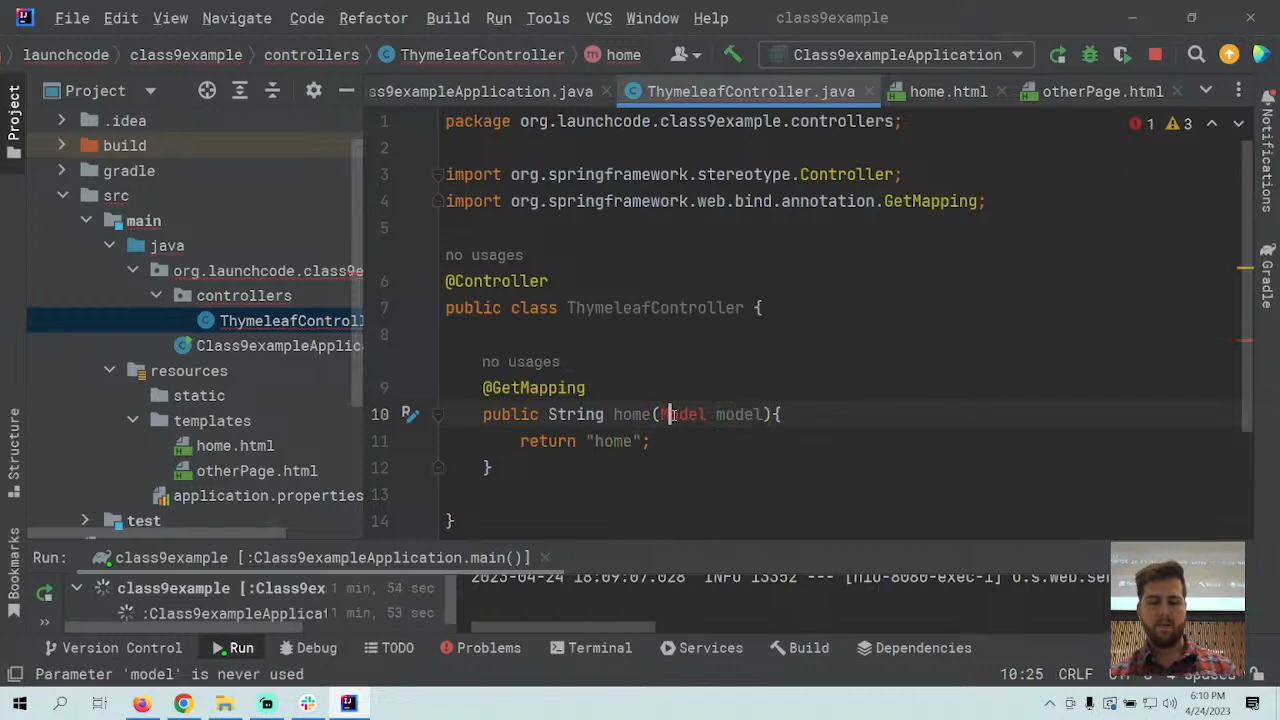 File Edit View Navigate Code Refactor Build Run Tools VCS Window Help class9example
launchcode class9example controllers ThymeleafController m home Class9exampleApplication
Project ss9exampleApplication.java ThymeleafController.java home.html otherPage.html
.idea
build
gradle
src
main
java
org.launchcode.class9e
controllers
ThymeleafControll
Class9exampleApplic
resources
static
templates
home.html
otherPage.html
application.properties
test
1 package org.launchcode.class9example.controllers;
2
3 import org.springframework.stereotype.Controller;
4 import org.springframework.web.bind.annotation.GetMapping;
5
no usages
6 @Controller
7 public class ThymeleafController {
8
no usages
9 @GetMapping
10 public String home(Model model){
11 return "home";
12 }
13
14 }
1 3
Project
Structure
Bookmarks
Notifications
Gradle
Run: class9example [:Class9exampleApplication.main()]
class9example [:Class9ex 1 min, 54 sec
:Class9exampleApplicat 1 min, 53 sec
2023-04-24 18:09:07.028 INFO 13352 --- [nio-8080-exec-1] o.s.web.ser
Version Control Run Debug TODO Problems Terminal Services Build Dependencies
Parameter 'model' is never used 10:25 CRLF 4 spaces
6:10 PM
4/24/2023